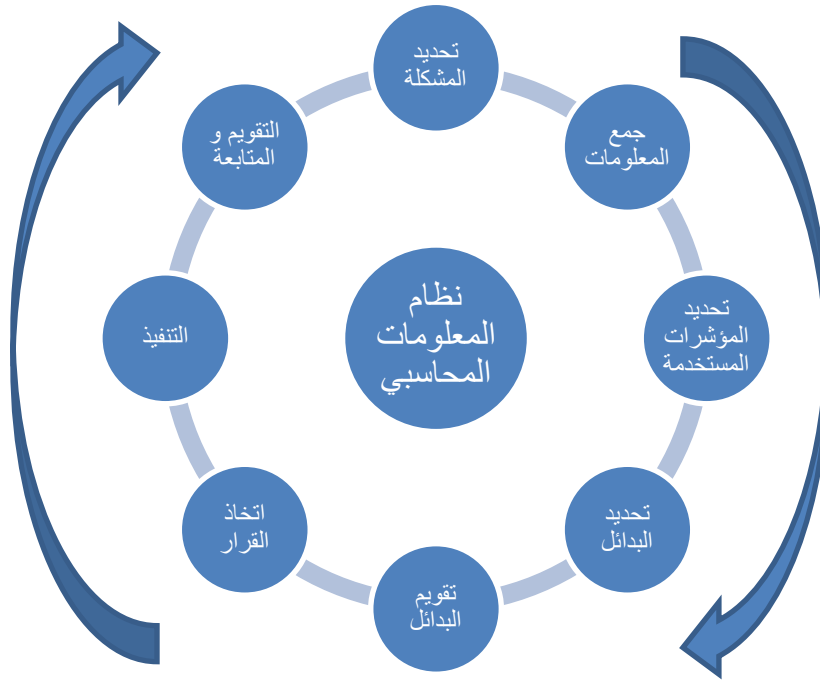 تحديد
المشكلة
جمع
المعلومات
تحديد
المؤشرات
المستخدمة
تحديد
البدائل
تقويم
البدائل
اتخاذ
القرار
التنفيذ
التقويم و
المتابعة
نظام
المعلومات
المحاسبي